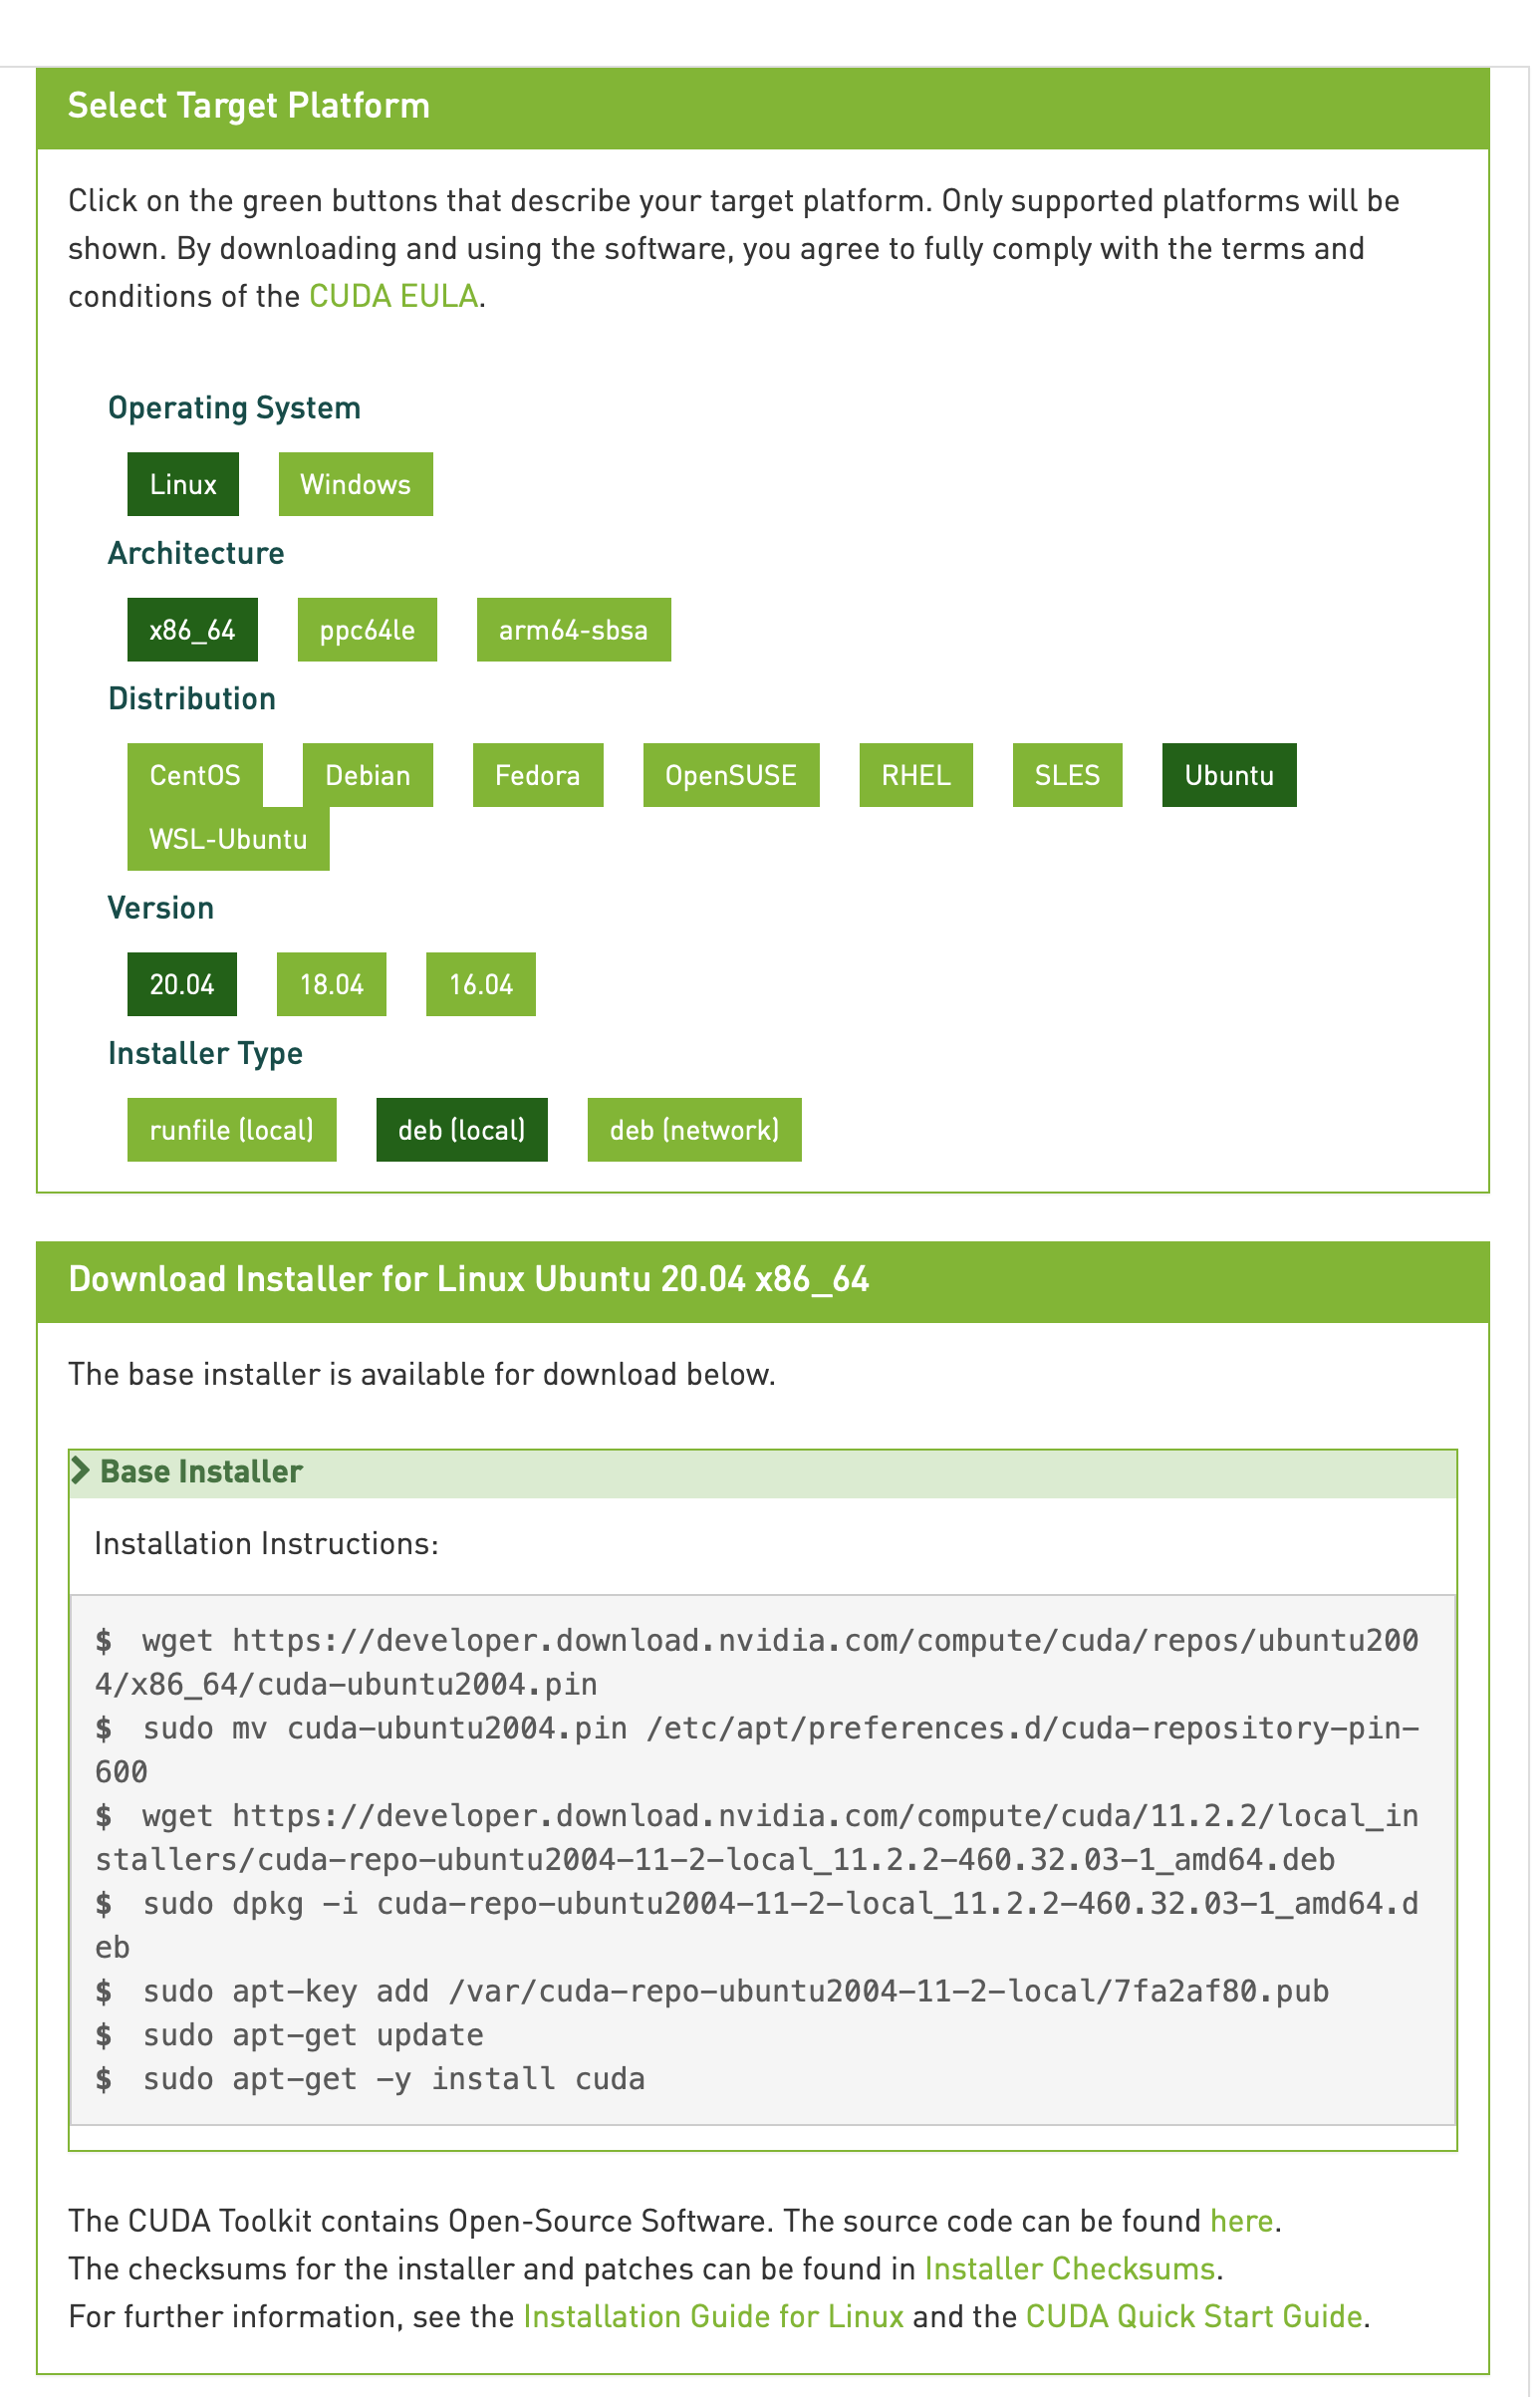 Select Target Platform
Click on the green buttons that describe your target platform. Only supported platforms will be
shown. By downloading and using the software, you agree to fully comply with the terms and
conditions of the CUDA EULA.
Operating System
Linux Windows
Architecture
x86_64 ppc64le arm64-sbsa
Distribution
CentOS Debian Fedora OpenSUSE RHEL SLES Ubuntu
WSL-Ubuntu
Version
20.04 18.04 16.04
Installer Type
runfile (local) deb (local) deb (network)
Download Installer for Linux Ubuntu 20.04 x86_64
The base installer is available for download below.
Base Installer
Installation Instructions:
$ wget https://developer.download.nvidia.com/compute/cuda/repos/ubuntu200
4/x86_64/cuda-ubuntu2004.pin
$ sudo mv cuda-ubuntu2004.pin /etc/apt/preferences.d/cuda-repository-pin-
600
$ wget https://developer.download.nvidia.com/compute/cuda/11.2.2/local_in
stallers/cuda-repo-ubuntu2004-11-2-local_11.2.2-460.32.03-1_amd64.deb
$ sudo dpkg -i cuda-repo-ubuntu2004-11-2-local_11.2.2-460.32.03-1_amd64.d
eb
$ sudo apt-key add /var/cuda-repo-ubuntu2004-11-2-local/7fa2af80.pub
$ sudo apt-get update
$ sudo apt-get -y install cuda
The CUDA Toolkit contains Open-Source Software. The source code can be found here.
The checksums for the installer and patches can be found in Installer Checksums.
For further information, see the Installation Guide for Linux and the CUDA Quick Start Guide.